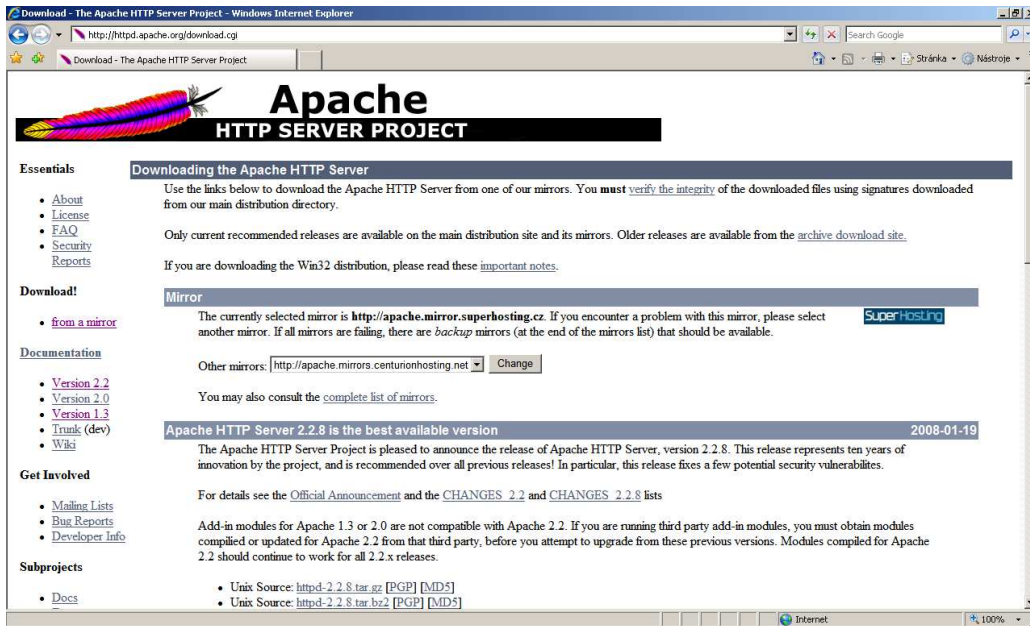 Download - The Apache HTTP Server Project - Windows Internet Explorer
http://httpd.apache.org/download.cgi
Search Google
Download - The Apache HTTP Server Project
Stránka
Nástroje
Apache
HTTP SERVER PROJECT
Essentials
• About
• License
• FAQ
• Security
Reports
Download!
• from a mirror
Documentation
• Version 2.2
• Version 2.0
• Version 1.3
• Trunk (dev)
• Wiki
Get Involved
• Mailing Lists
• Bug Reports
• Developer Info
Subprojects
• Docs
Downloading the Apache HTTP Server
Use the links below to download the Apache HTTP Server from one of our mirrors. You must verify the integrity of the downloaded files using signatures downloaded
from our main distribution directory.
Only current recommended releases are available on the main distribution site and its mirrors. Older releases are available from the archive download site.
If you are downloading the Win32 distribution, please read these important notes.
Mirror
The currently selected mirror is http://apache.mirror.superhosting.cz. If you encounter a problem with this mirror, please select
another mirror. If all mirrors are failing, there are backup mirrors (at the end of the mirrors list) that should be available.
SuperHosting
Other mirrors: http://apache.mirrors.centurionhosting.net Change
You may also consult the complete list of mirrors.
Apache HTTP Server 2.2.8 is the best available version 2008-01-19
The Apache HTTP Server Project is pleased to announce the release of Apache HTTP Server, version 2.2.8. This release represents ten years of
innovation by the project, and is recommended over all previous releases! In particular, this release fixes a few potential security vulnerabilites.
For details see the Official Announcement and the CHANGES_2.2 and CHANGES_2.2.8 lists
Add-in modules for Apache 1.3 or 2.0 are not compatible with Apache 2.2. If you are running third party add-in modules, you must obtain modules
compilied or updated for Apache 2.2 from that third party, before you attempt to upgrade from these previous versions. Modules compiled for Apache
2.2 should continue to work for all 2.2.x releases.
• Unix Source: httpd-2.2.8.tar.gz [PGP] [MD5]
• Unix Source: httpd-2.2.8.tar.bz2 [PGP] [MD5]
Internet
100%